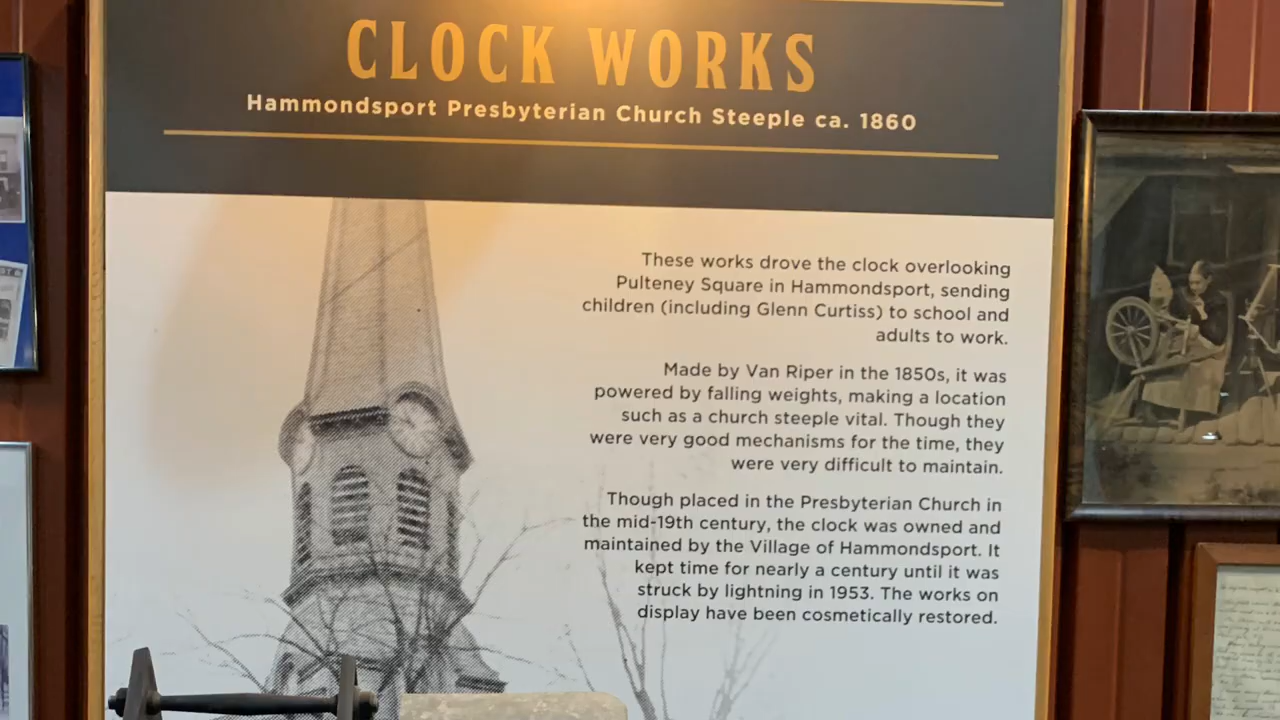 CLOCK WORKS
Hammondsport Presbyterian Church Steeple ca. 1860
These works drove the clock overlooking
Pulteney Square in Hammondsport, sending
children (including Glenn Curtiss) to school and
adults to work.
Made by Van Riper in the 1850s, it was
powered by falling weights, making a location
such as a church steeple vital. Though they
were very good mechanisms for the time, they
were very difficult to maintain.
Though placed in the Presbyterian Church in
the mid-19th century, the clock was owned and
maintained by the Village of Hammondsport. It
kept time for nearly a century until it was
struck by lightning in 1953. The works on
display have been cosmetically restored.